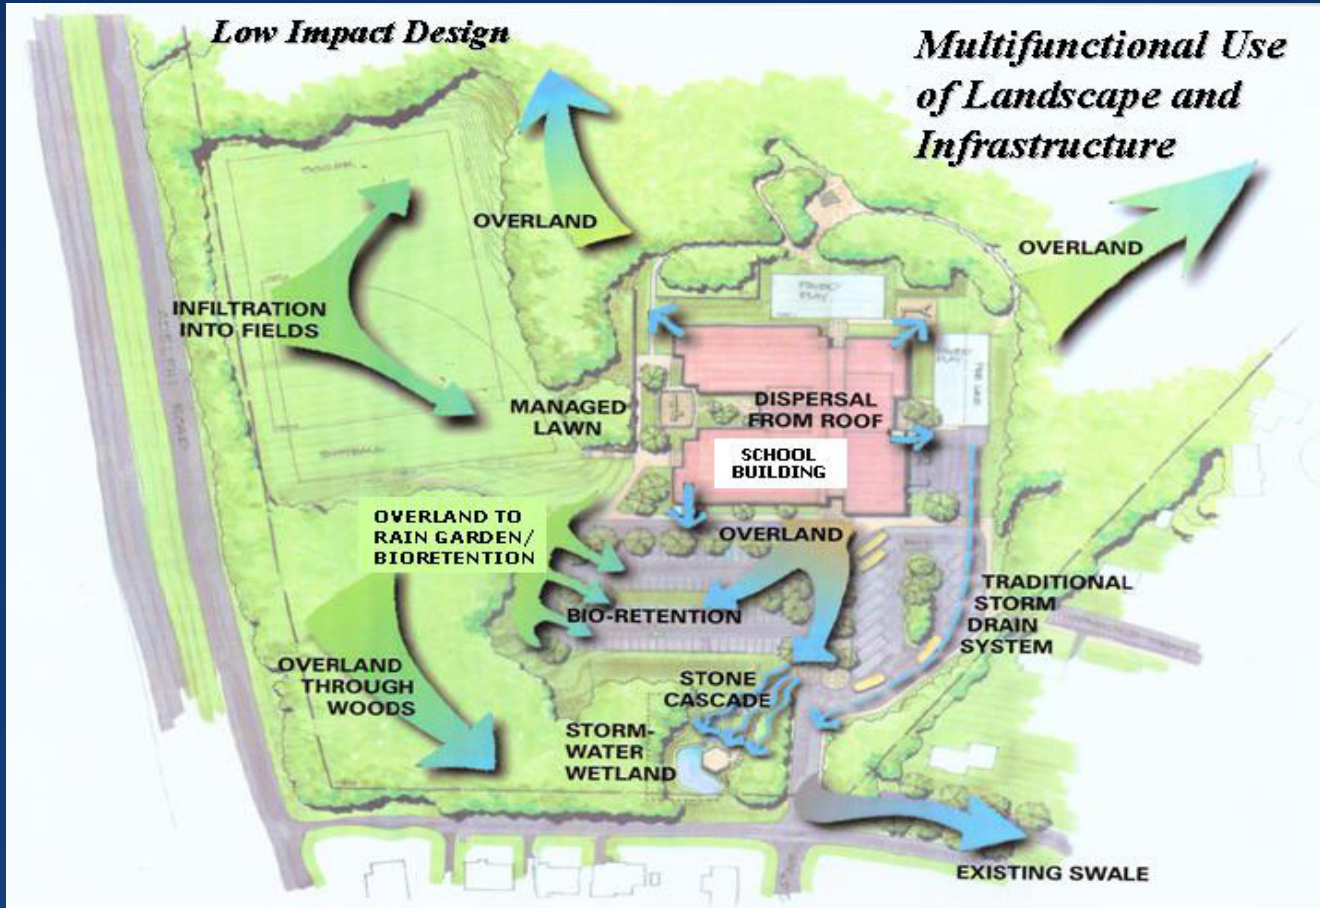 Low Impact Design
Multifunctional Use
of Landscape and
Infrastructure
OVERLAND
OVERLAND
INFILTRATION
INTO FIELDS
MANAGED
LAWN
DISPERSAL
FROM ROOF
SCHOOL
BUILDING
OVERLAND TO
RAIN GARDEN/
BIORETENTION
OVERLAND
BIO-RETENTION
TRADITIONAL
STORM
DRAIN
SYSTEM
OVERLAND
THROUGH
WOODS
STONE
CASCADE
STORM-
WATER
WETLAND
EXISTING SWALE